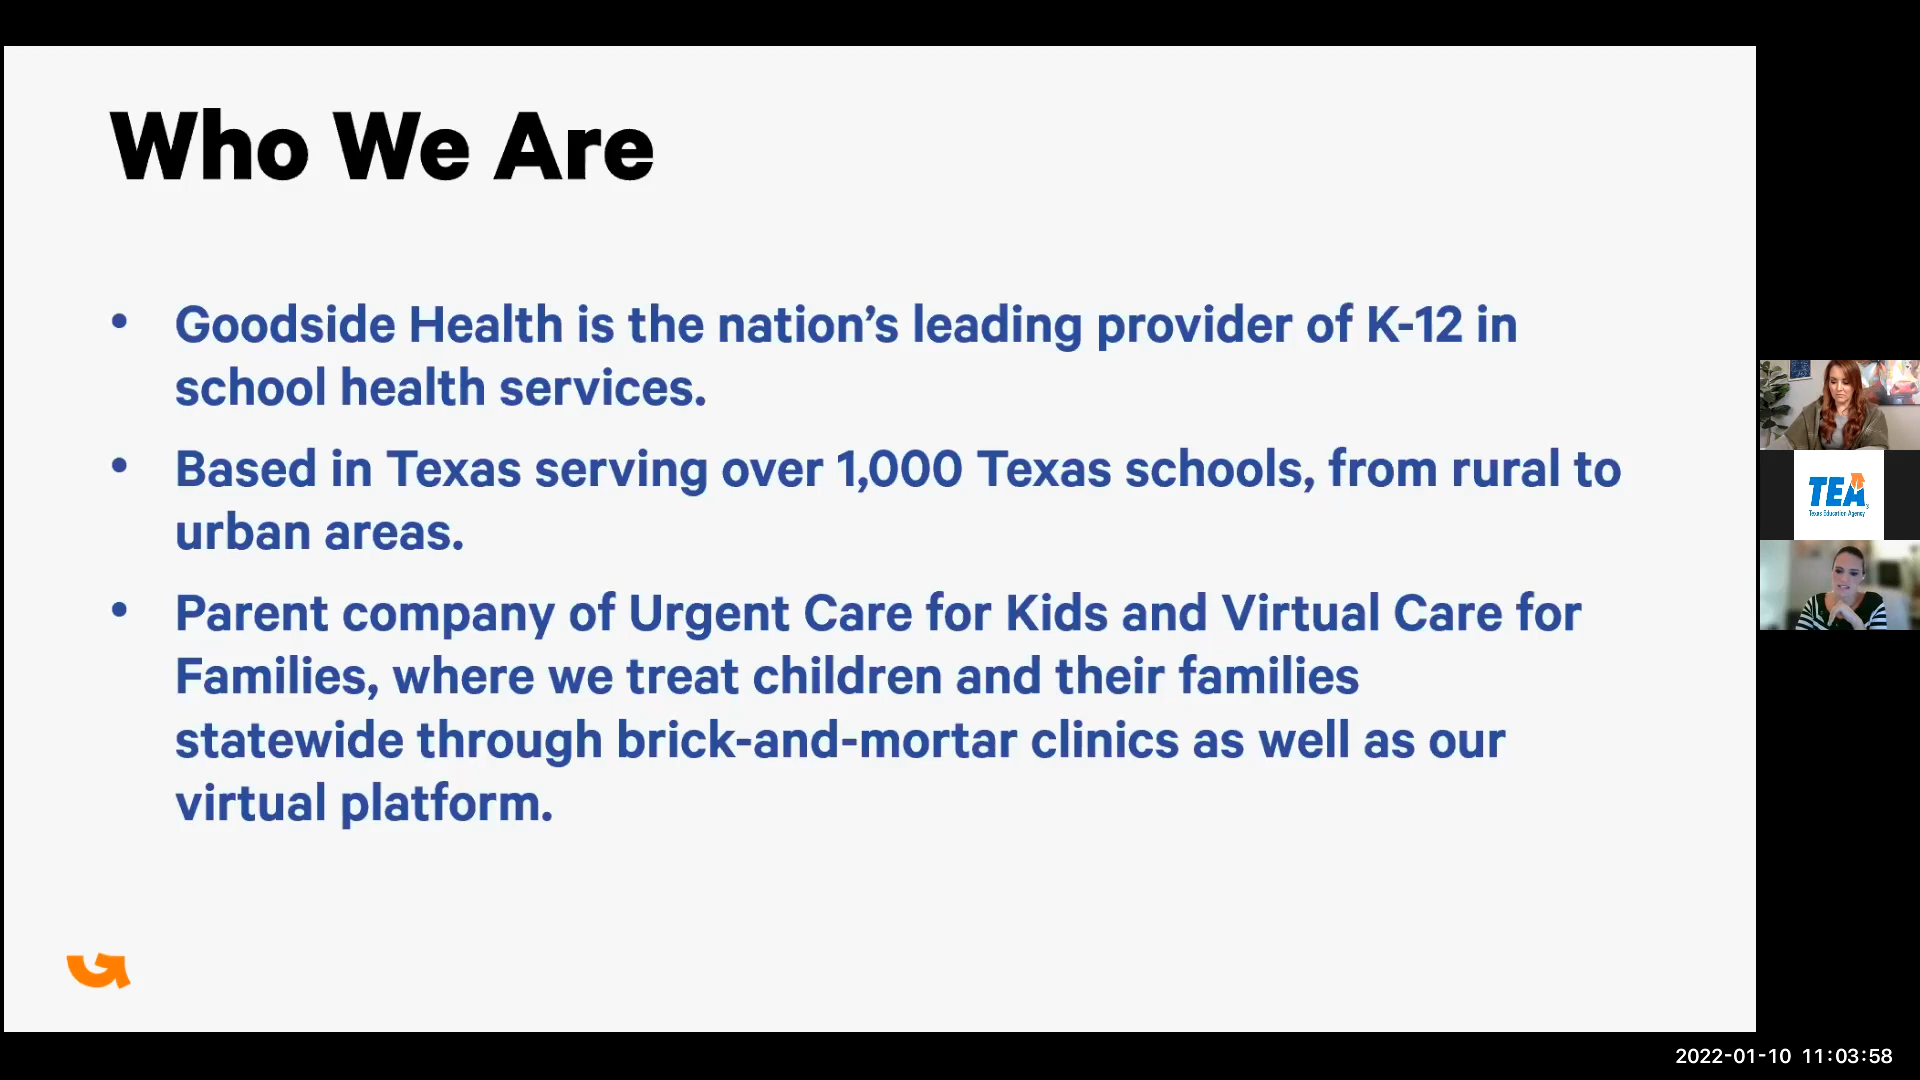 Who We Are
• Goodside Health is the nation’s leading provider of K-12 in
school health services.
• Based in Texas serving over 1,000 Texas schools, from rural to
urban areas.
• Parent company of Urgent Care for Kids and Virtual Care for
Families, where we treat children and their families
statewide through brick-and-mortar clinics as well as our
virtual platform.
TEA
Texas Education Agency
2022-01-10 11:03:58